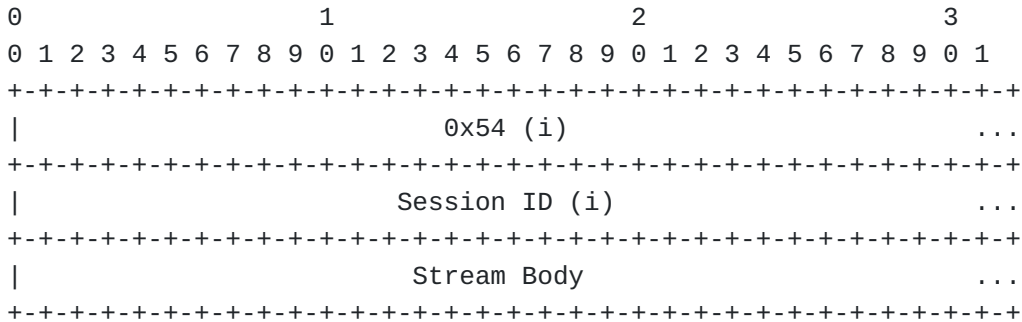 0                   1                   2                   3
0 1 2 3 4 5 6 7 8 9 0 1 2 3 4 5 6 7 8 9 0 1 2 3 4 5 6 7 8 9 0 1
+-+-+-+-+-+-+-+-+-+-+-+-+-+-+-+-+-+-+-+-+-+-+-+-+-+-+-+-+-+-+-+-+
|                           0x54 (i)                          ...
+-+-+-+-+-+-+-+-+-+-+-+-+-+-+-+-+-+-+-+-+-+-+-+-+-+-+-+-+-+-+-+-+
|                        Session ID (i)                       ...
+-+-+-+-+-+-+-+-+-+-+-+-+-+-+-+-+-+-+-+-+-+-+-+-+-+-+-+-+-+-+-+-+
|                         Stream Body                         ...
+-+-+-+-+-+-+-+-+-+-+-+-+-+-+-+-+-+-+-+-+-+-+-+-+-+-+-+-+-+-+-+-+